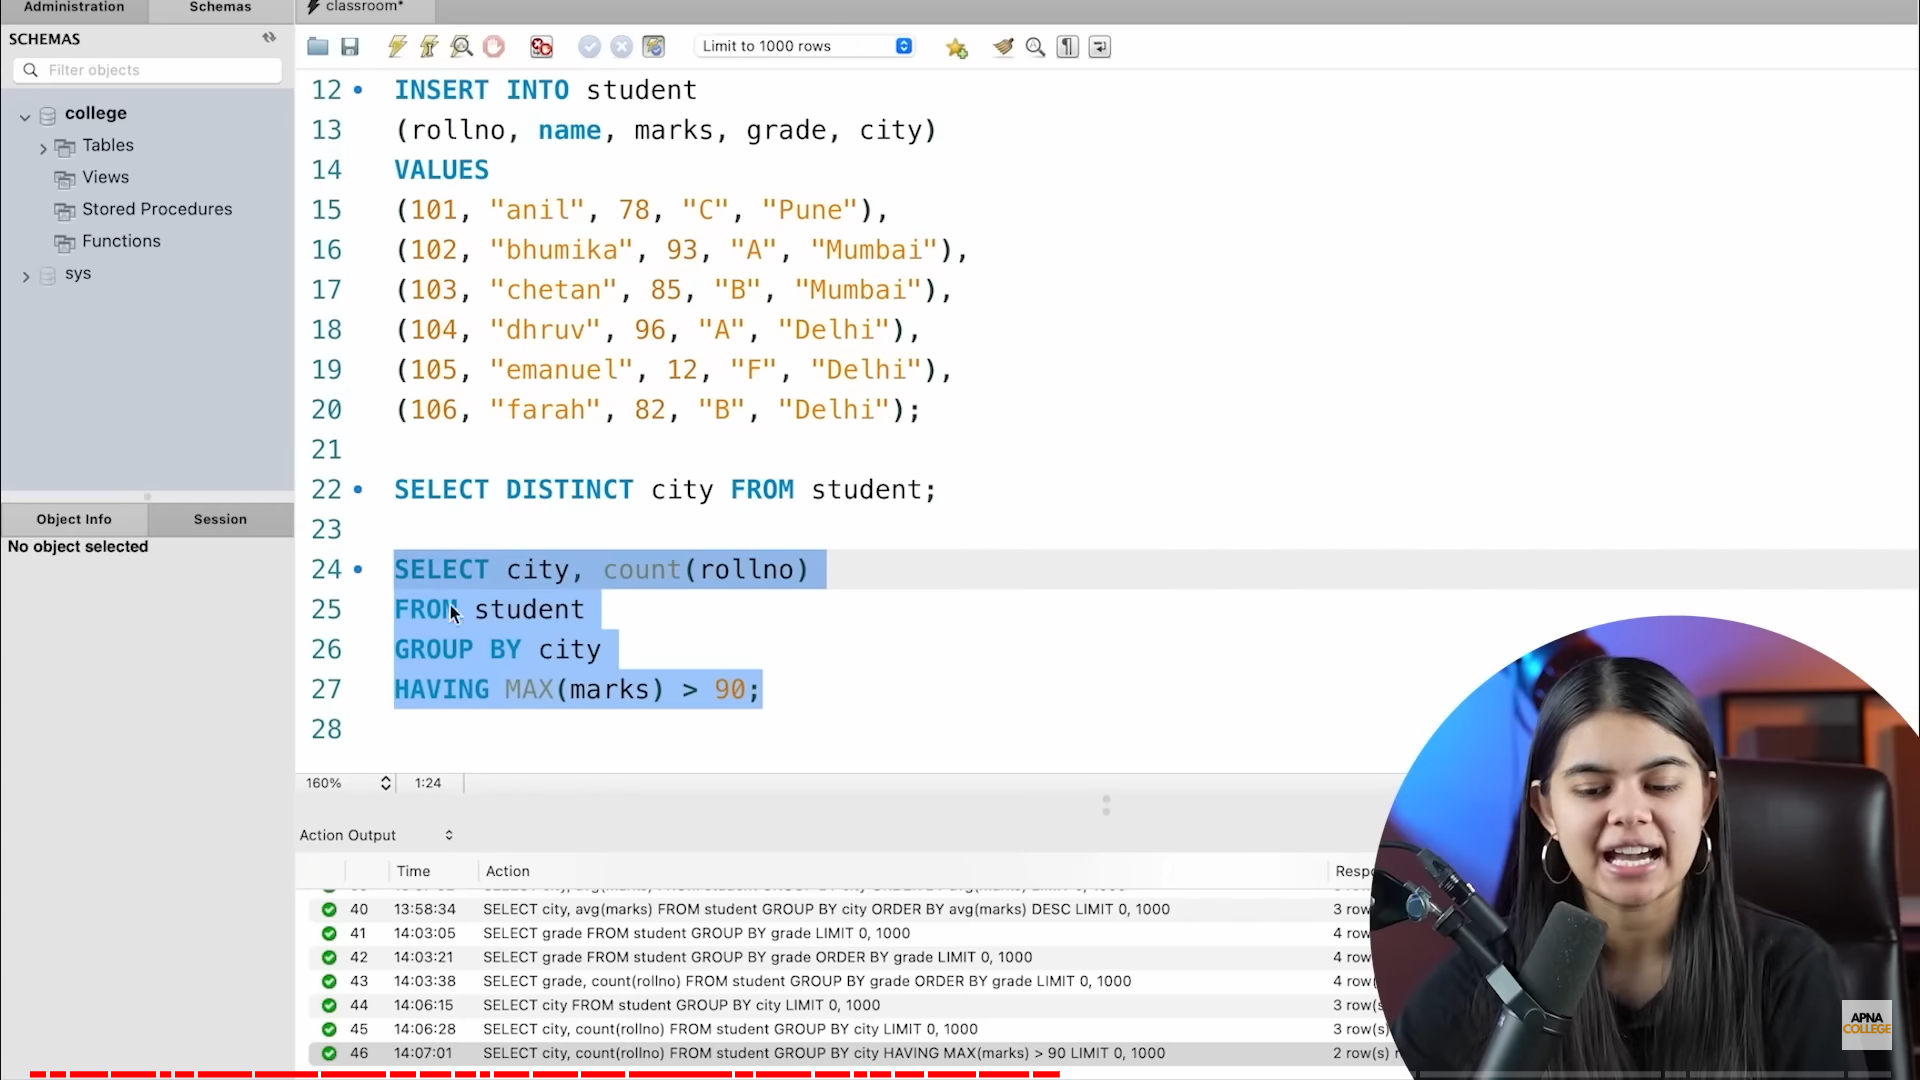 Administration
Schemas
classroom*
SCHEMAS
Filter objects
Limit to 1000 rows
college
Tables
Views
Stored Procedures
Functions
sys
Object Info
Session
No object selected
12 INSERT INTO student
13 (rollno, name, marks, grade, city)
14 VALUES
15 (101, "anil", 78, "C", "Pune"),
16 (102, "bhumika", 93, "A", "Mumbai"),
17 (103, "chetan", 85, "B", "Mumbai"),
18 (104, "dhruv", 96, "A", "Delhi"),
19 (105, "emanuel", 12, "F", "Delhi"),
20 (106, "farah", 82, "B", "Delhi");
21
22 SELECT DISTINCT city FROM student;
23
24 SELECT city, count(rollno)
25 FROM student
26 GROUP BY city
27 HAVING MAX(marks) > 90;
28
160% 1:24
Action Output
Time Action Resp
40 13:58:34 SELECT city, avg(marks) FROM student GROUP BY city ORDER BY avg(marks) DESC LIMIT 0, 1000 3 row
41 14:03:05 SELECT grade FROM student GROUP BY grade LIMIT 0, 1000 4 row
42 14:03:21 SELECT grade FROM student GROUP BY grade ORDER BY grade LIMIT 0, 1000 4 row
43 14:03:38 SELECT grade, count(rollno) FROM student GROUP BY grade ORDER BY grade LIMIT 0, 1000 4 row(
44 14:06:15 SELECT city FROM student GROUP BY city LIMIT 0, 1000 3 row(s)
45 14:06:28 SELECT city, count(rollno) FROM student GROUP BY city LIMIT 0, 1000 3 row(s)
46 14:07:01 SELECT city, count(rollno) FROM student GROUP BY city HAVING MAX(marks) > 90 LIMIT 0, 1000 2 row(s) r
APNA
COLLEGE